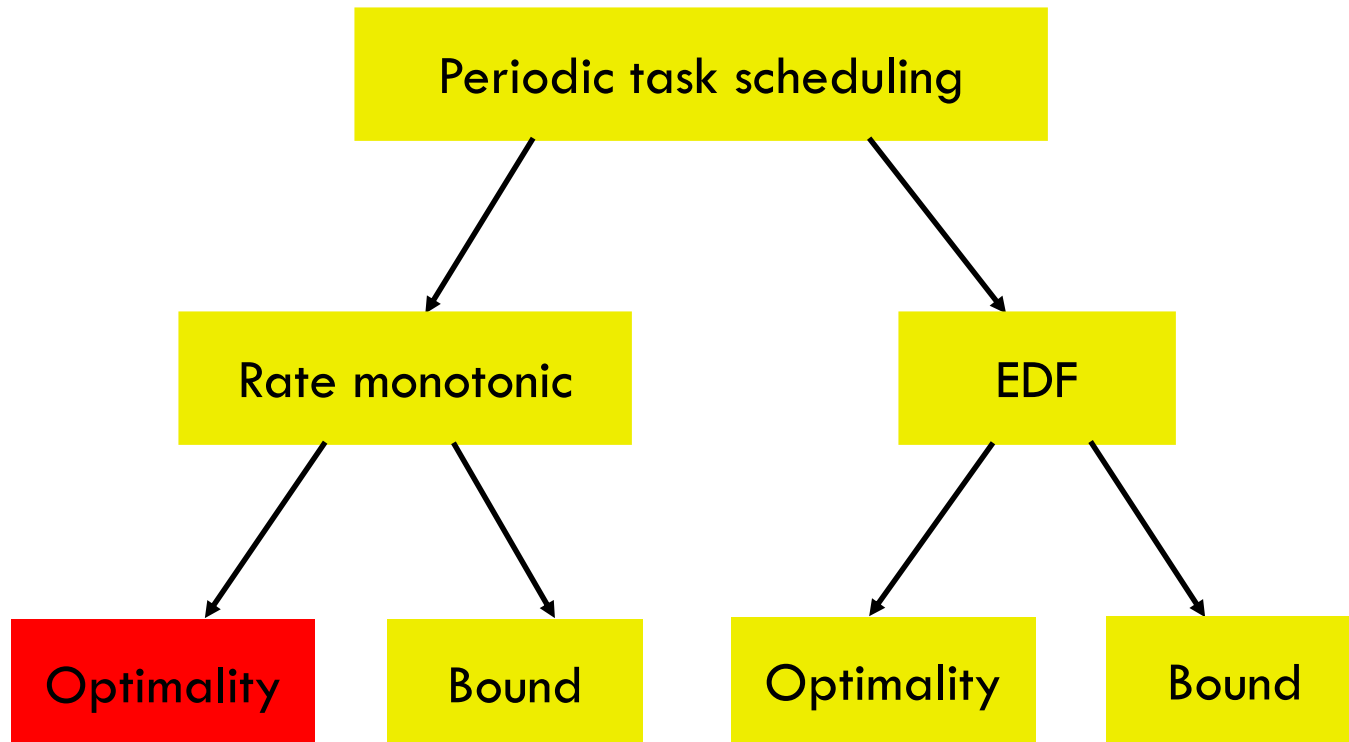 Periodic task scheduling
Rate monotonic
EDF
Optimality
Bound
Optimality
Bound